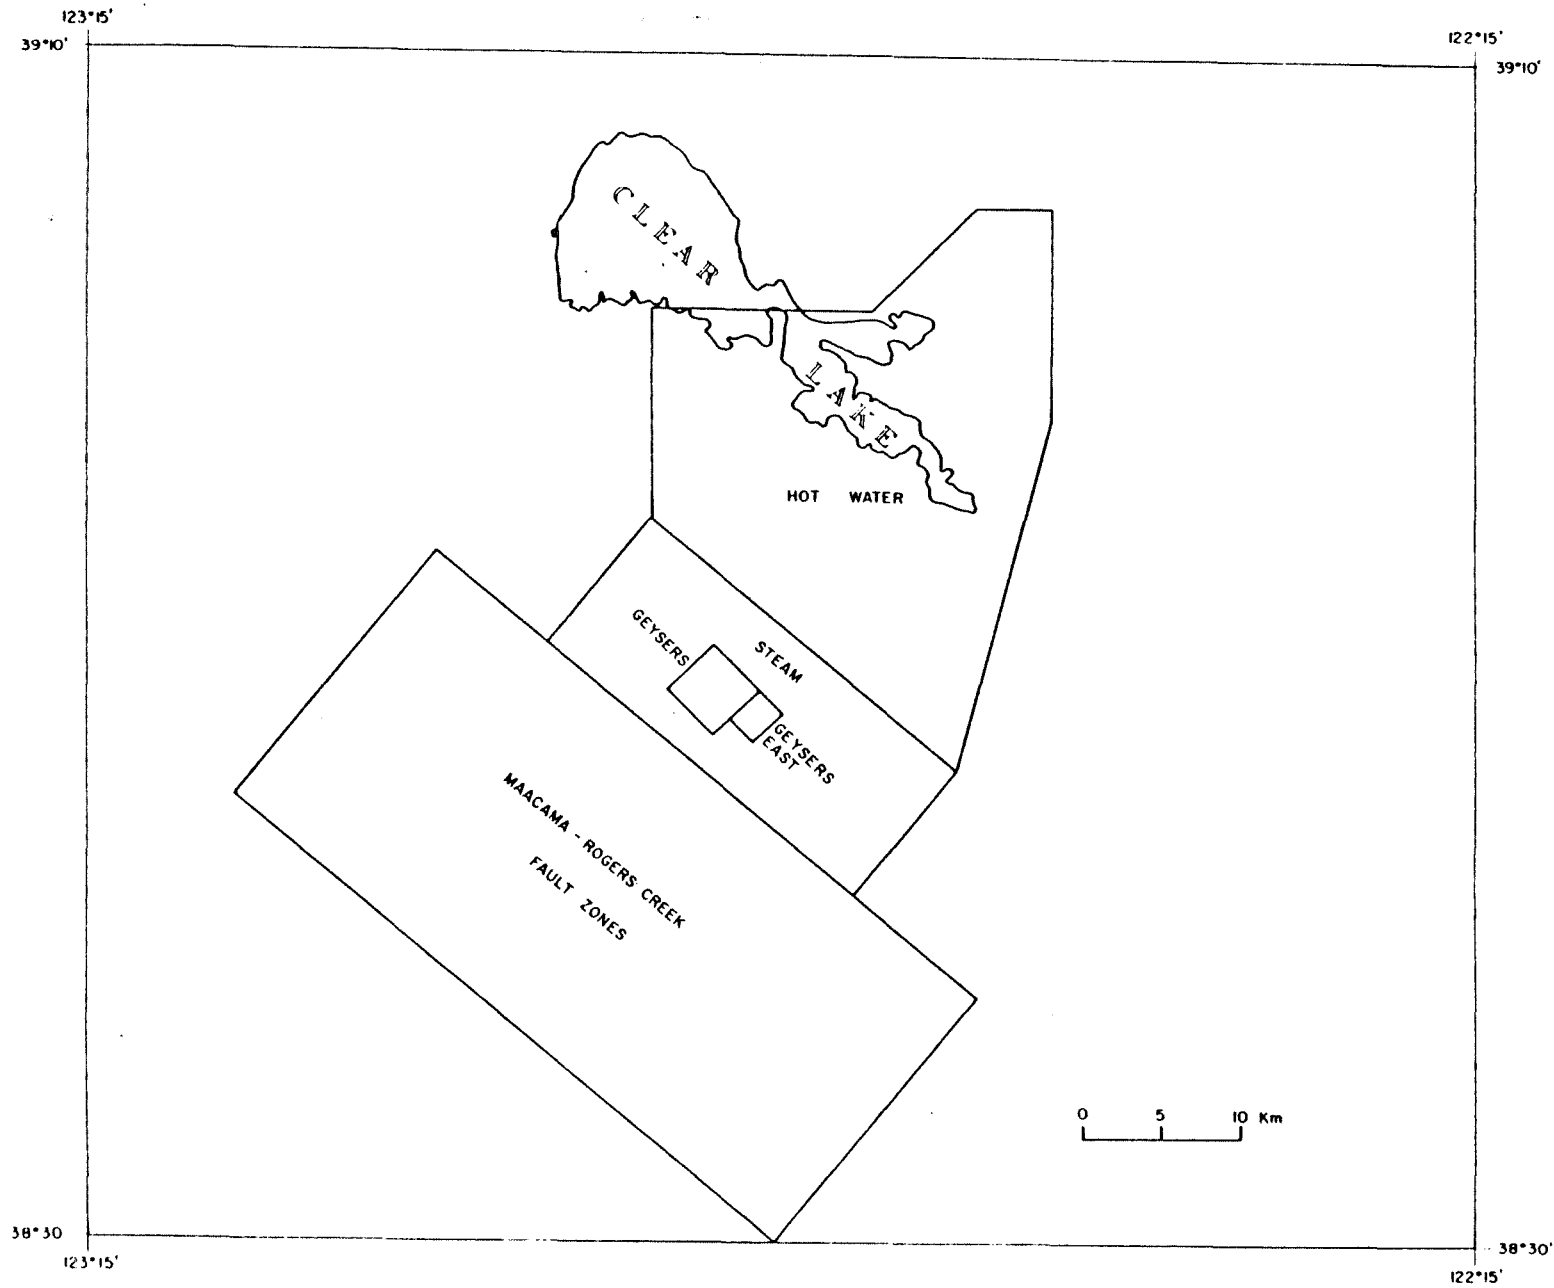 123°15'
122°15'
39°10'
39°10'
CLEAR
LAKE
HOT WATER
GEYSERS
STEAM
GEYSERS
EAST
MAACAMA - ROGERS CREEK
FAULT ZONES
0 5 10 Km
38°30
38°30'
123°15'
122°15'